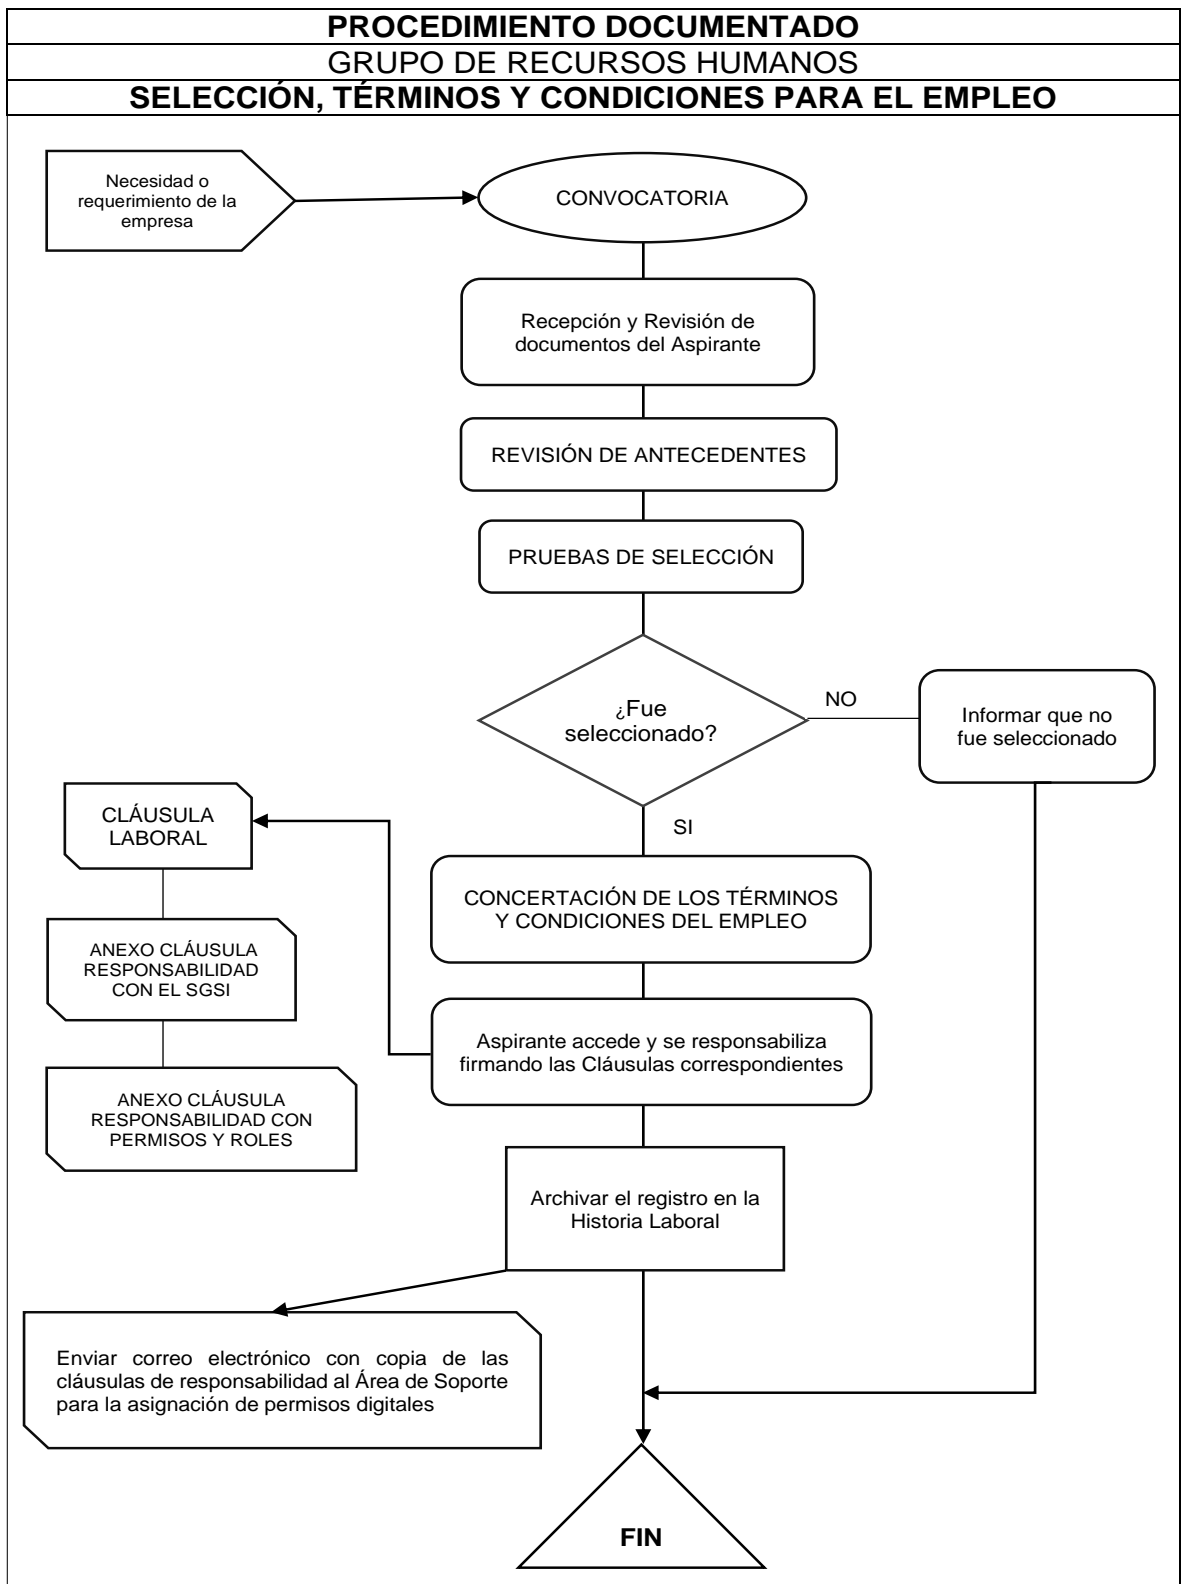 PROCEDIMIENTO DOCUMENTADO
GRUPO DE RECURSOS HUMANOS
SELECCIÓN, TÉRMINOS Y CONDICIONES PARA EL EMPLEO
Necesidad o
requerimiento de la
empresa
CONVOCATORIA
Recepción y Revisión de
documentos del Aspirante
REVISIÓN DE ANTECEDENTES
PRUEBAS DE SELECCIÓN
¿Fue
seleccionado?
NO
Informar que no
fue seleccionado
SI
CLÁUSULA
LABORAL
CONCERTACIÓN DE LOS TÉRMINOS
Y CONDICIONES DEL EMPLEO
ANEXO CLÁUSULA
RESPONSABILIDAD
CON EL SGSI
Aspirante accede y se responsabiliza
firmando las Cláusulas correspondientes
ANEXO CLÁUSULA
RESPONSABILIDAD CON
PERMISOS Y ROLES
Archivar el registro en la
Historia Laboral
Enviar correo electrónico con copia de las
cláusulas de responsabilidad al Área de Soporte
para la asignación de permisos digitales
FIN